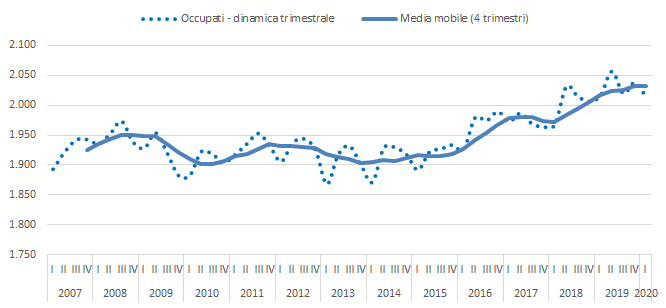 Occupati - dinamica trimestrale    Media mobile (4 trimestri)
2.100
2.050
2.000
1.950
1.900
1.850
1.800
1.750
I II III IV I II III IV I II III IV I II III IV I II III IV I II III IV I II III IV I II III IV I II III IV I II III IV I II III IV I II III IV I II III IV I
2007 2008 2009 2010 2011 2012 2013 2014 2015 2016 2017 2018 2019 2020